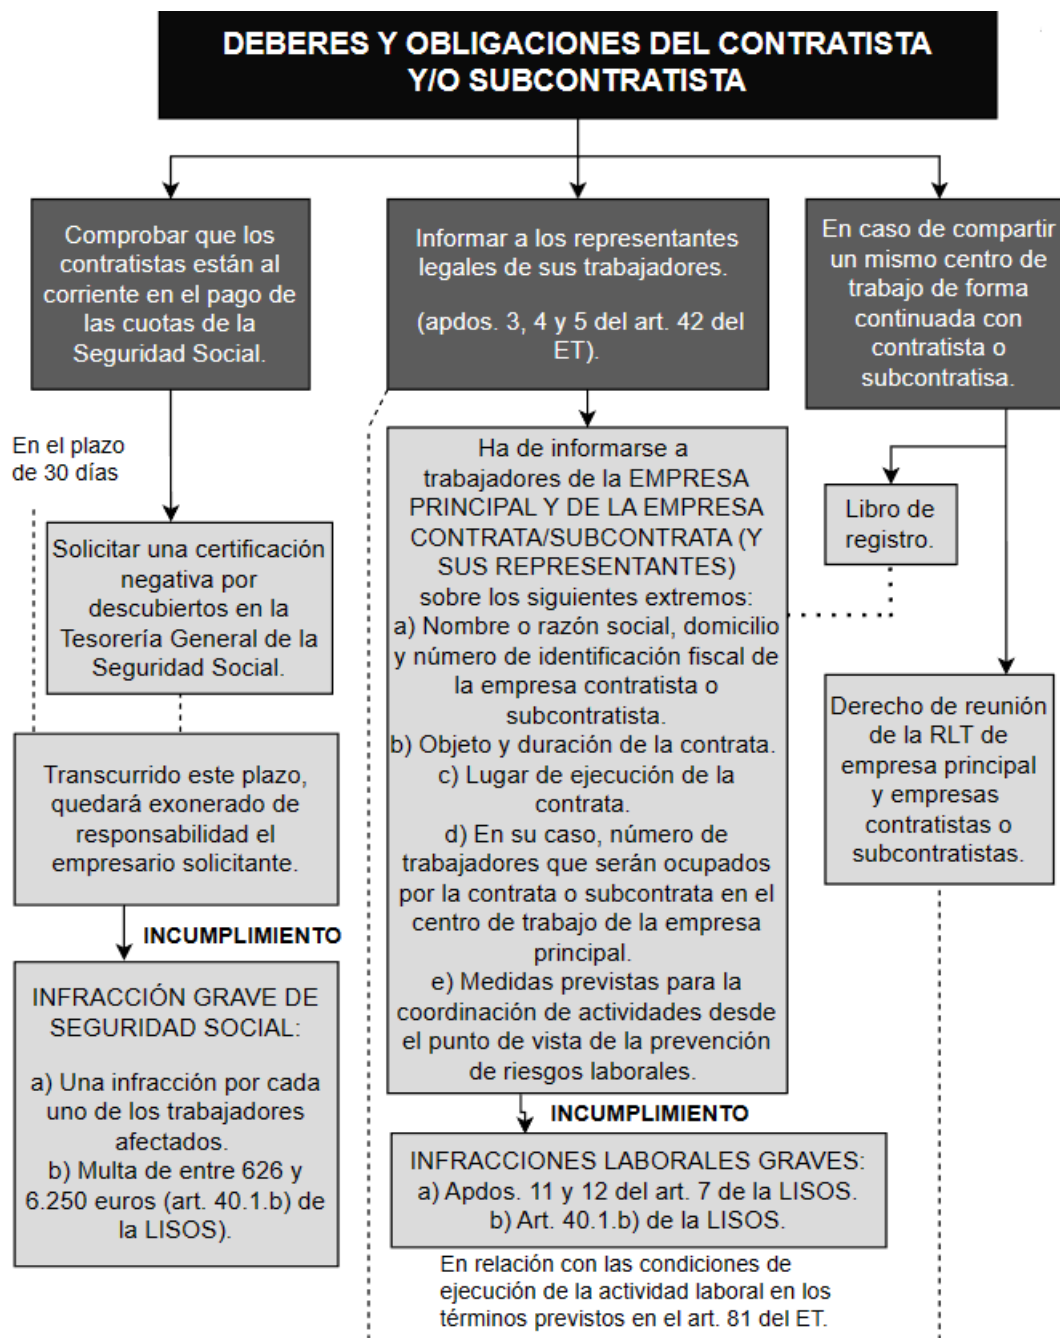 DEBERES Y OBLIGACIONES DEL CONTRATISTA
Y/O SUBCONTRATISTA
Comprobar que los
contratistas están al
corriente en el pago de
las cuotas de la
Seguridad Social.
En el plazo
de 30 días
Solicitar una certificación
negativa por
descubiertos en la
Tesorería General de la
Seguridad Social.
Transcurrido este plazo,
quedará exonerado de
responsabilidad el
empresario solicitante.
INCUMPLIMIENTO
INFRACCIÓN GRAVE DE
SEGURIDAD SOCIAL:
a) Una infracción por cada
uno de los trabajadores
afectados.
b) Multa de entre 626 y
6.250 euros (art. 40.1.b) de
la LISOS).
Informar a los representantes
legales de sus trabajadores.
(apdos. 3, 4 y 5 del art. 42 del
ET).
Ha de informarse a
trabajadores de la EMPRESA
PRINCIPAL Y DE LA EMPRESA
CONTRATA/SUBCONTRATA (Y
SUS REPRESENTANTES)
sobre los siguientes extremos:
a) Nombre o razón social, domicilio
y número de identificación fiscal de
la empresa contratista o
subcontratista.
b) Objeto y duración de la contrata.
c) Lugar de ejecución de la
contrata.
d) En su caso, número de
trabajadores que serán ocupados
por la contrata o subcontrata en el
centro de trabajo de la empresa
principal.
e) Medidas previstas para la
coordinación de actividades desde
el punto de vista de la prevención
de riesgos laborales.
INCUMPLIMIENTO
INFRACCIONES LABORALES GRAVES:
a) Apdos. 11 y 12 del art. 7 de la LISOS.
b) Art. 40.1.b) de la LISOS.
En relación con las condiciones de
ejecución de la actividad laboral en los
términos previstos en el art. 81 del ET.
En caso de compartir
un mismo centro de
trabajo de forma
continuada con
contratista o
subcontratisa.
Libro de
registro.
Derecho de reunión
de la RLT de
empresa principal
y empresas
contratistas o
subcontratistas.